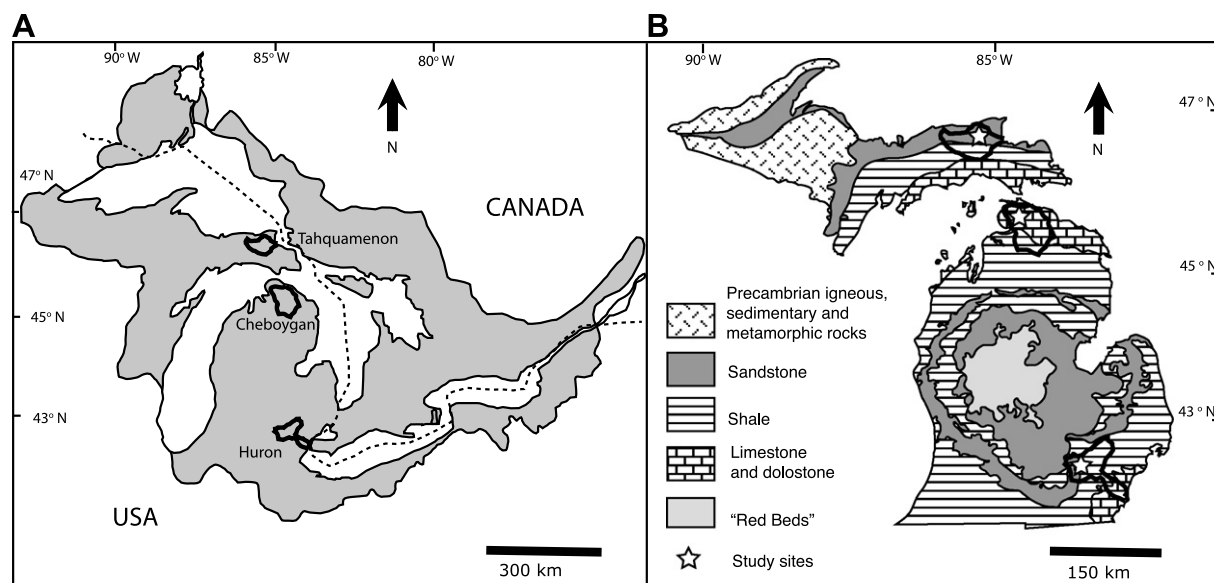 A
90° W
85° W
80° W
N
47° N
CANADA
Tahquamenon
45° N
Cheboygan
43° N
Huron
USA
300 km
B
90° W
85° W
47° N
N
45° N
Precambrian igneous,
sedimentary and
metamorphic rocks
Sandstone
Shale
43° N
Limestone
and dolostone
"Red Beds"
Study sites
150 km